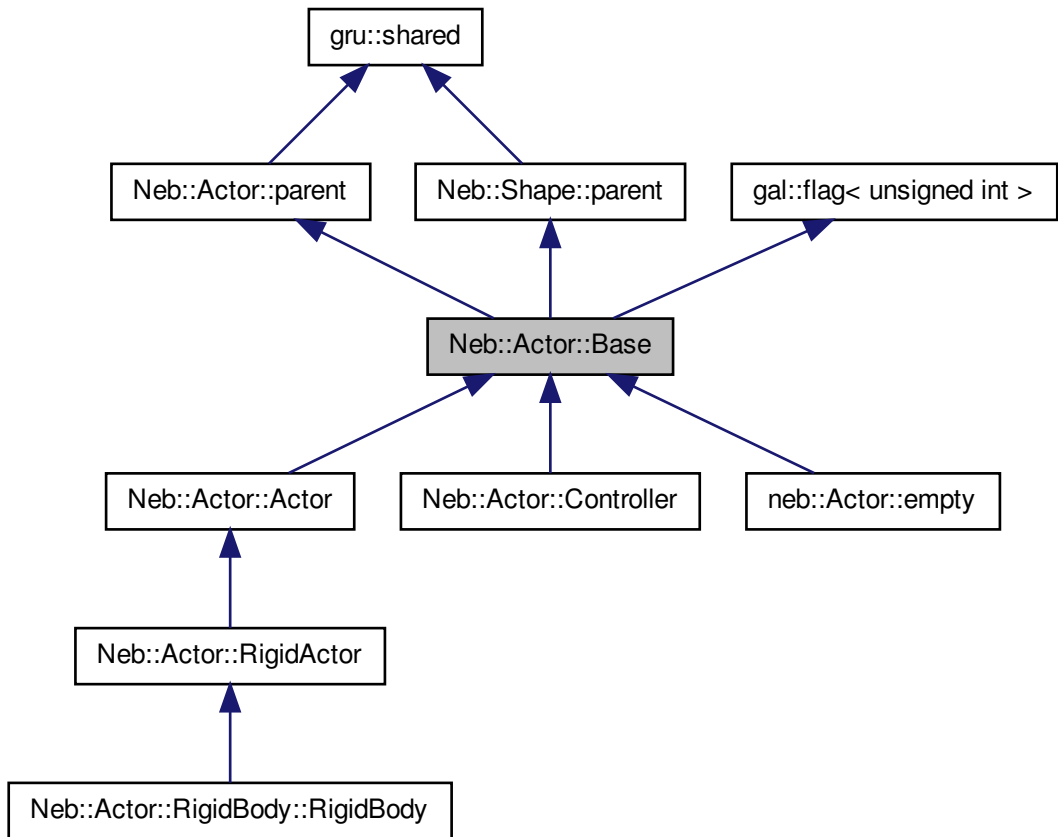 gru::shared
Neb::Actor::parent
Neb::Shape::parent
gal::flag< unsigned int >
Neb::Actor::Base
Neb::Actor::Actor
Neb::Actor::Controller
neb::Actor::empty
Neb::Actor::RigidActor
Neb::Actor::RigidBody::RigidBody